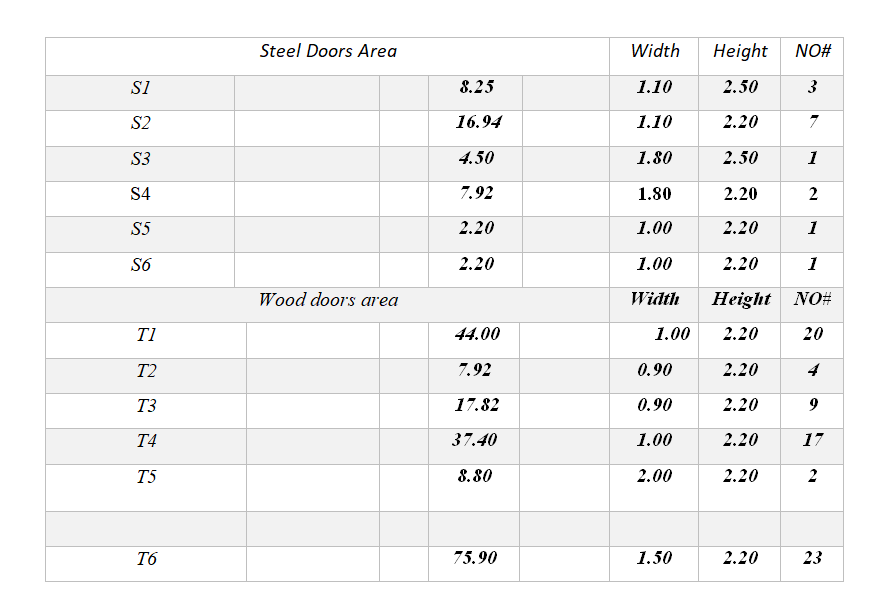 Steel Doors Area Width Height NO#
S1 8.25 1.10 2.50 3
S2 16.94 1.10 2.20 7
S3 4.50 1.80 2.50 1
S4 7.92 1.80 2.20 2
S5 2.20 1.00 2.20 1
S6 2.20 1.00 2.20 1
Wood doors area Width Height NO#
T1 44.00 1.00 2.20 20
T2 7.92 0.90 2.20 4
T3 17.82 0.90 2.20 9
T4 37.40 1.00 2.20 17
T5 8.80 2.00 2.20 2
T6 75.90 1.50 2.20 23